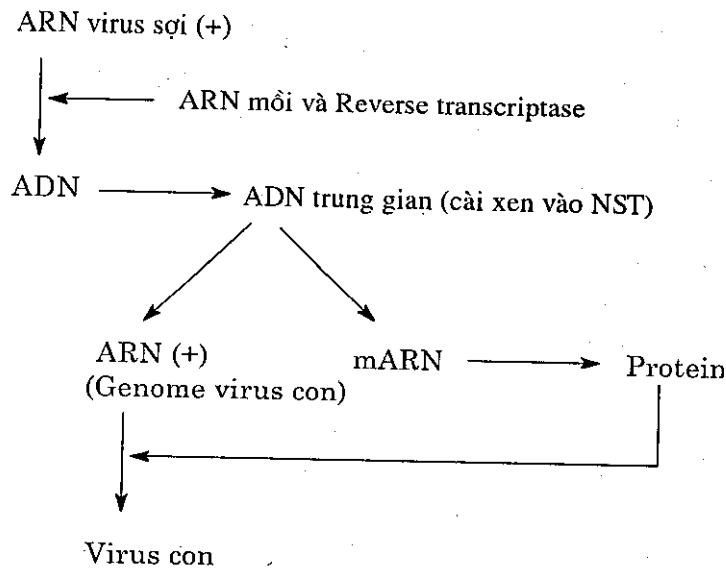 ARN virus sợi (+)
ARN mồi và Reverse transcriptase
ADN
ADN trung gian (cài xen vào NST)
ARN (+)
(Genome virus con)
mARN
Protein
Virus con